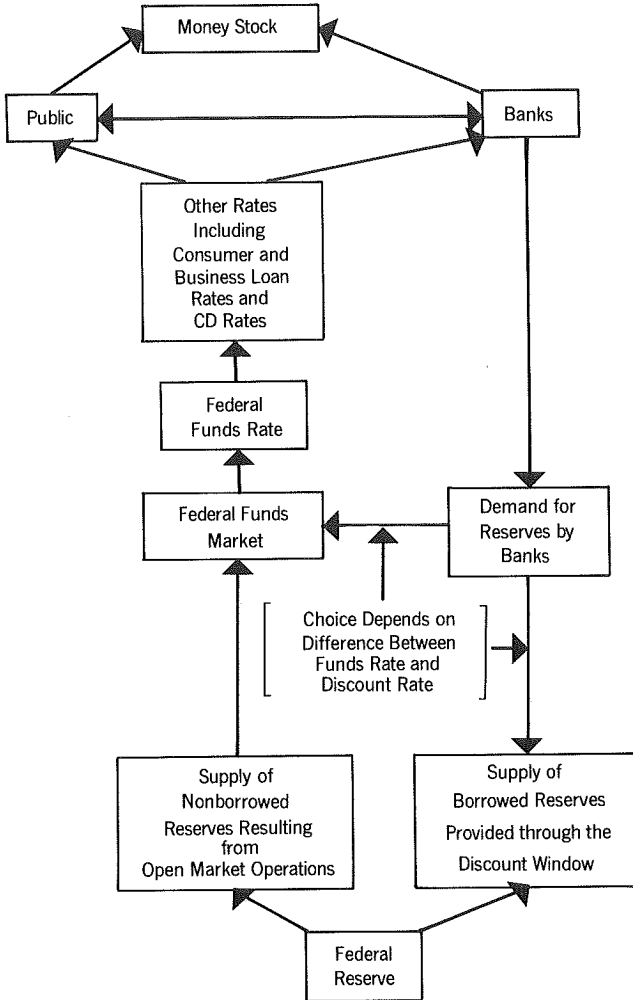 Money Stock
Public
Banks
Other Rates
Including
Consumer and
Business Loan
Rates and
CD Rates
Federal
Funds Rate
Federal Funds
Market
Demand for
Reserves by
Banks
Choice Depends on
Difference Between
Funds Rate and
Discount Rate
Supply of
Nonborrowed
Reserves Resulting
from
Open Market Operations
Supply of
Borrowed Reserves
Provided through the
Discount Window
Federal
Reserve